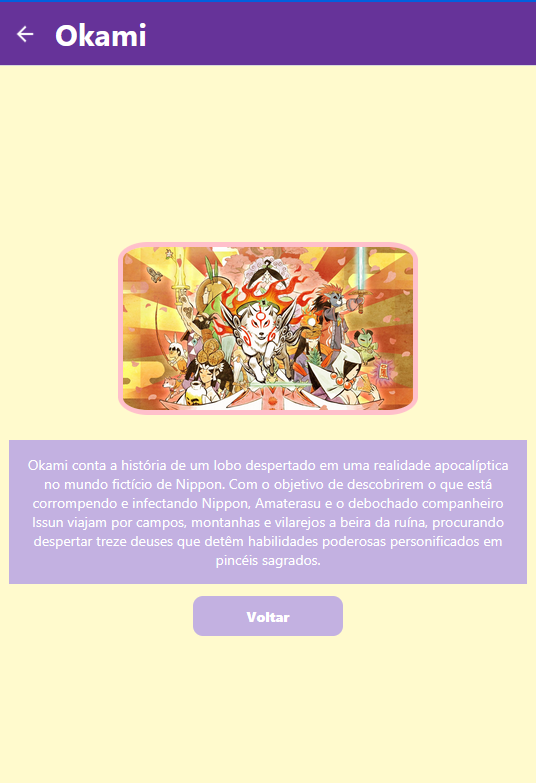 Okami
Okami conta a história de um lobo despertado em uma realidade apocalíptica
no mundo fictício de Nippon. Com o objetivo de descobrirem o que está
corrompendo e infectando Nippon, Amaterasu e o debochado companheiro
Issun viajam por campos, montanhas e vilarejos a beira da ruína, procurando
despertar treze deuses que detêm habilidades poderosas personificados em
pincéis sagrados.
Voltar